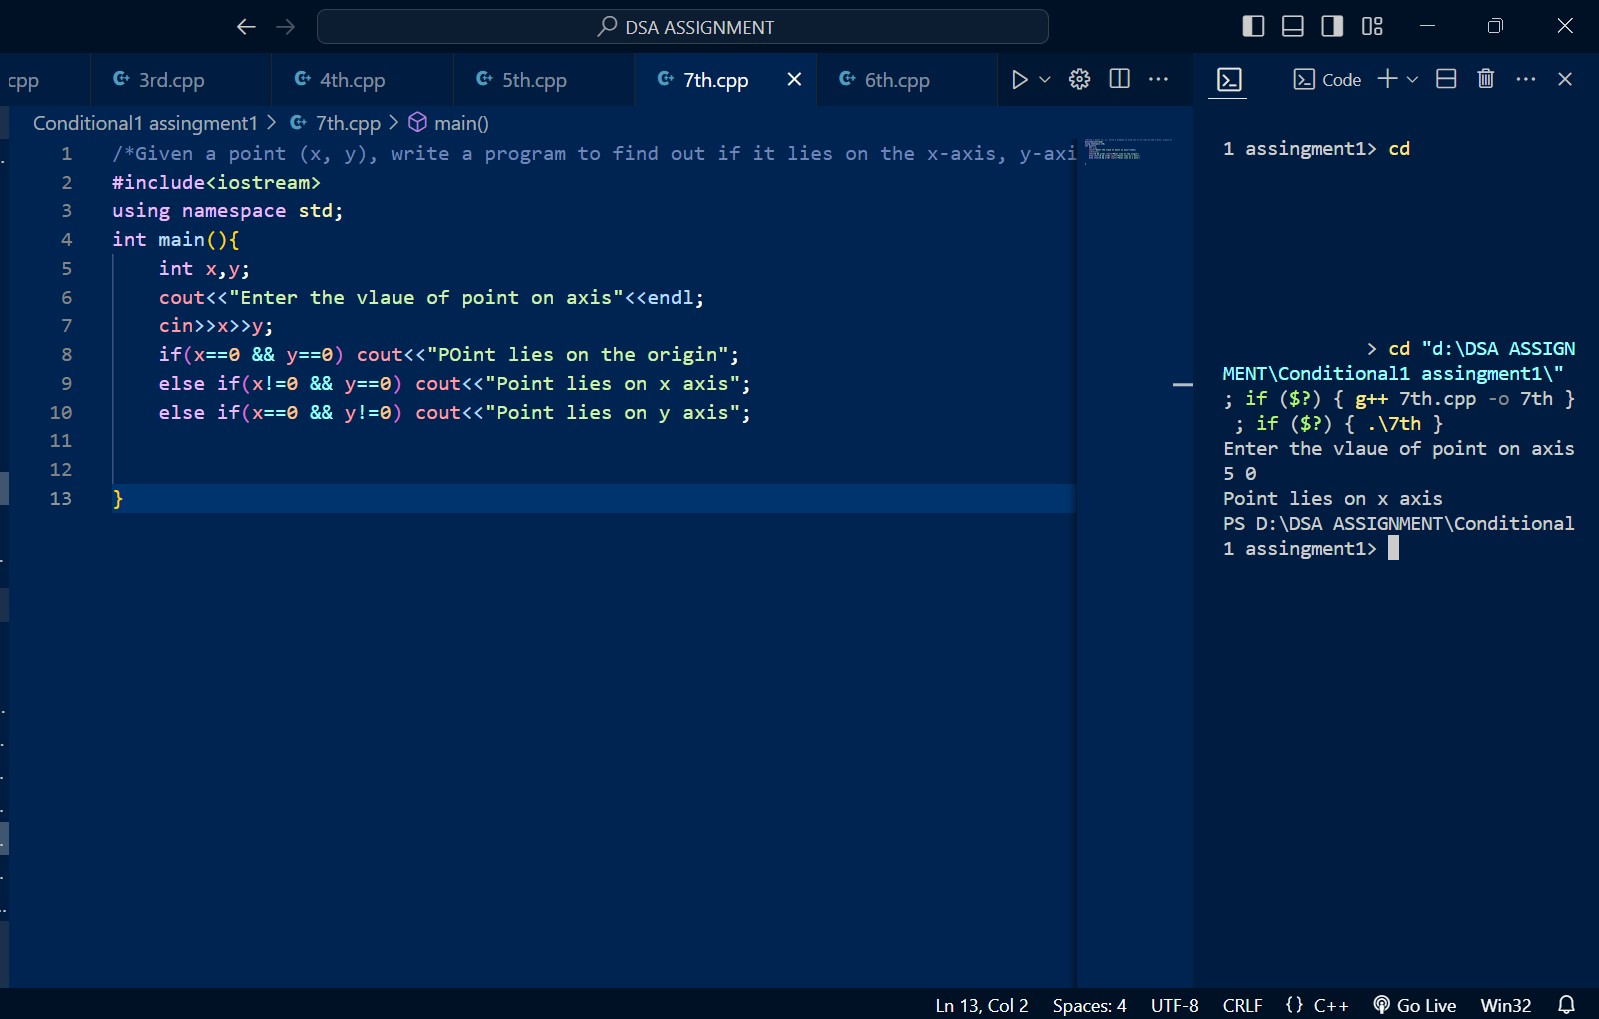 DSA ASSIGNMENT
cpp
3rd.cpp
4th.cpp
5th.cpp
7th.cpp
6th.cpp
Code
Conditional1 assingment1 > 7th.cpp > main()
1 /*Given a point (x, y), write a program to find out if it lies on the x-axis, y-axi
2 #include<iostream>
3 using namespace std;
4 int main(){
5 int x,y;
6 cout<<"Enter the vlaue of point on axis"<<endl;
7 cin>>x>>y;
8 if(x==0 && y==0) cout<<"POint lies on the origin";
9 else if(x!=0 && y==0) cout<<"Point lies on x axis";
10 else if(x==0 && y!=0) cout<<"Point lies on y axis";
11
12
13 }
1 assingment1> cd
> cd "d:\DSA ASSIGN
MENT\Conditional1 assingment1\"
; if ($?) { g++ 7th.cpp -o 7th }
; if ($?) { .\7th }
Enter the vlaue of point on axis
5 0
Point lies on x axis
PS D:\DSA ASSIGNMENT\Conditional
1 assingment1>
Ln 13, Col 2
Spaces: 4
UTF-8
CRLF
{} C++
Go Live
Win32